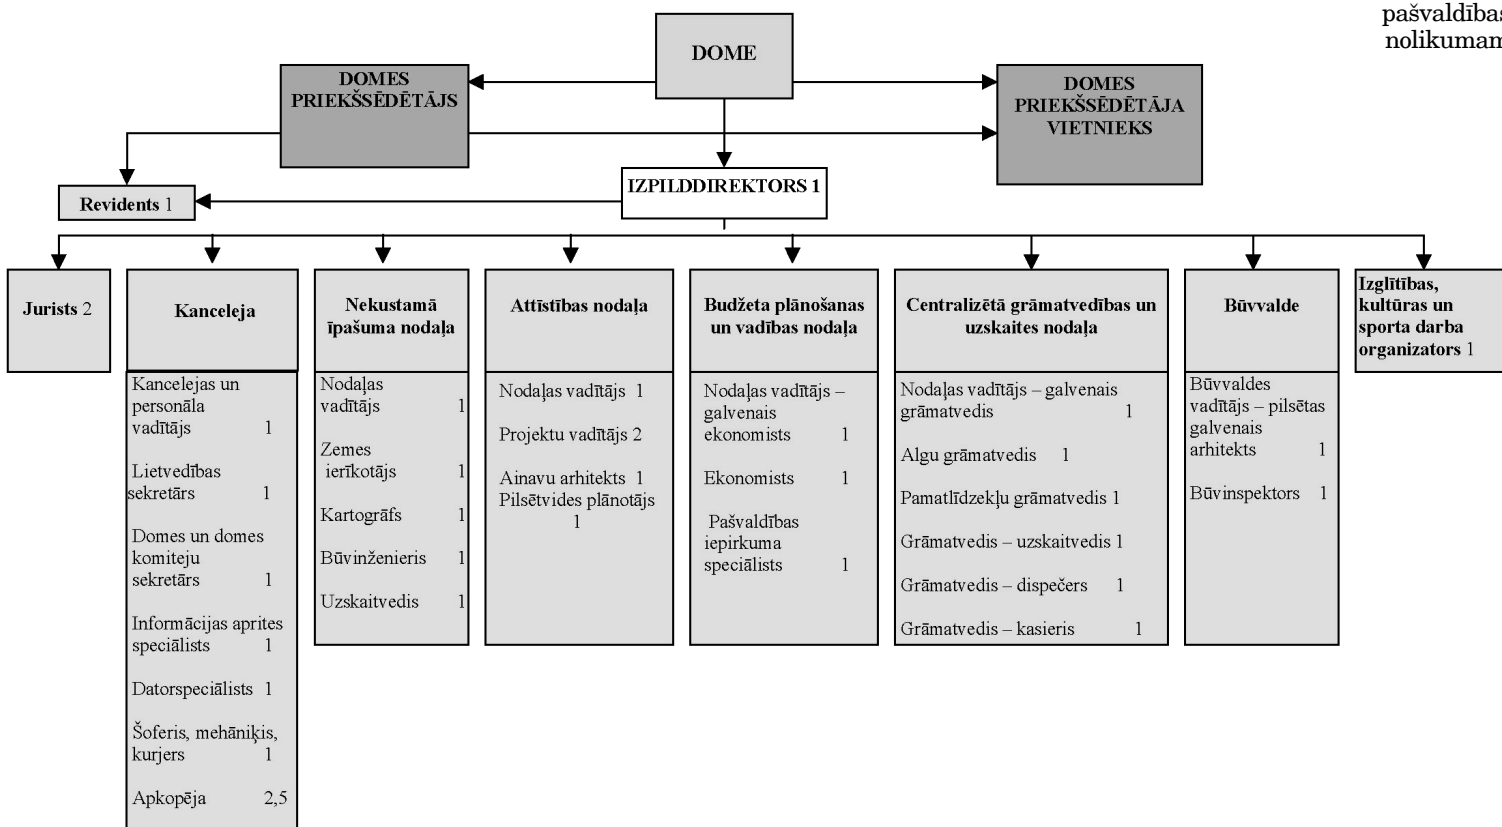 pašvaldības
nolikumam
DOME
DOMES
PRIEKŠSĒDĒTĀJS
DOMES
PRIEKŠSĒDĒTĀJA
VIETNIEKS
IZPILDDIREKTORS 1
Revidents 1
Jurists 2
Kanceleja
Kancelejas un
personāla
vadītājs 1
Lietvedības
sekretārs 1
Domes un domes
komiteju
sekretārs 1
Informācijas aprites
speciālists 1
Datorspeciālists 1
Šoferis, mehāniķis,
kurjers 1
Apkopēja 2,5
Nekustamā
īpašuma nodaļa
Nodaļas
vadītājs 1
Zemes
ierīkotājs 1
Kartogrāfs 1
Būvinženieris 1
Uzskaitvedis 1
Attīstības nodaļa
Nodaļas vadītājs 1
Projektu vadītājs 2
Ainavu arhitekts 1
Pilsētvides plānotājs
1
Budžeta plānošanas
un vadības nodaļa
Nodaļas vadītājs –
galvenais
ekonomists 1
Ekonomists 1
Pašvaldības
iepirkuma
speciālists 1
Centralizētā grāmatvedības un
uzskaites nodaļa
Nodaļas vadītājs – galvenais
grāmatvedis 1
Algu grāmatvedis 1
Pamatlīdzekļu grāmatvedis 1
Grāmatvedis – uzskaitvedis 1
Grāmatvedis – dispečers 1
Grāmatvedis – kasieris 1
Būvvalde
Būvvaldes
vadītājs – pilsētas
galvenais
arhitekts 1
Būvinspektors 1
Izglītības,
kultūras un
sporta darba
organizators 1